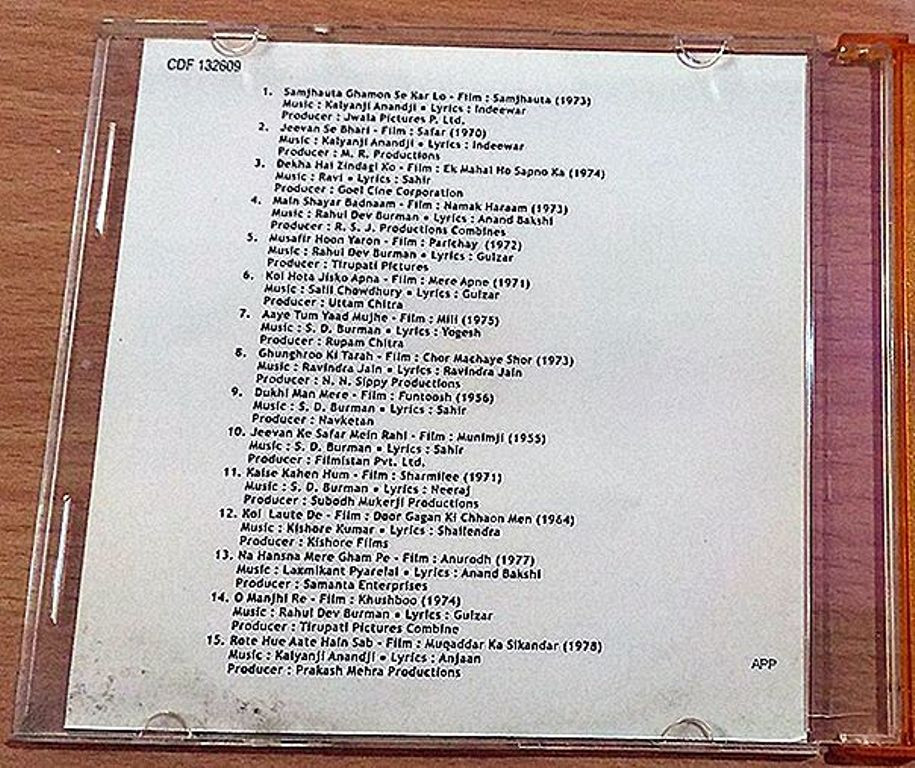 CDF 132609
1. Samjhauta Ghamon Se Kar Lo - Film : Samjhauta (1973)
Music : Kalyanji Anandji • Lyrics : Indeewar
Producer : Jwala Pictures P. Ltd.
2. Jeevan Se Bhari - Film : Safar (1970)
Music : Kalyanji Anandji • Lyrics : Indeewar
Producer : M. R. Productions
3. Dekha Hai Zindagi Ko - Film : Ek Mahal Ho Sapno Ka (1974)
Music : Ravi • Lyrics : Sahir
Producer : Goel Cine Corporation
4. Main Shayar Badnaam - Film : Namak Haraam (1973)
Music : Rahul Dev Burman • Lyrics : Anand Bakshi
Producer : R. S. J. Productions Combines
5. Musafir Hoon Yaron - Film : Parichay (1972)
Music : Rahul Dev Burman • Lyrics : Gulzar
Producer : Tirupati Pictures
6. Koi Hota Jisko Apna - Film : Mere Apne (1971)
Music : Salil Chowdhury • Lyrics : Gulzar
Producer : Uttam Chitra
7. Aaye Tum Yaad Mujhe - Film : Mili (1975)
Music : S. D. Burman • Lyrics : Yogesh
Producer : Rupam Chitra
8. Ghunghroo Ki Tarah - Film : Chor Machaye Shor (1973)
Music : Ravindra Jain • Lyrics : Ravindra Jain
Producer : N. N. Sippy Productions
9. Dukhi Man Mere - Film : Funtoosh (1956)
Music : S. D. Burman • Lyrics : Sahir
Producer : Navketan
10. Jeevan Ke Safar Mein Rahi - Film : Munimji (1955)
Music : S. D. Burman • Lyrics : Sahir
Producer : Filmistan Pvt. Ltd.
11. Kaise Kahen Hum - Film : Sharmilee (1971)
Music : S. D. Burman • Lyrics : Neeraj
Producer : Subodh Mukerji Productions
12. Koi Laute De - Film : Door Gagan Ki Chhaon Men (1964)
Music : Kishore Kumar • Lyrics : Shailendra
Producer : Kishore Films
13. Na Hansna Mere Gham Pe - Film : Anurodh (1977)
Music : Laxmikant Pyarelal • Lyrics : Anand Bakshi
Producer : Samanta Enterprises
14. O Manjhi Re - Film : Khushboo (1974)
Music : Rahul Dev Burman • Lyrics : Gulzar
Producer : Tirupati Pictures Combine
15. Rote Hue Aate Hain Sab - Film : Muqaddar Ka Sikandar (1978)
Music : Kalyanji Anandji • Lyrics : Anjaan
Producer : Prakash Mehra Productions
APP